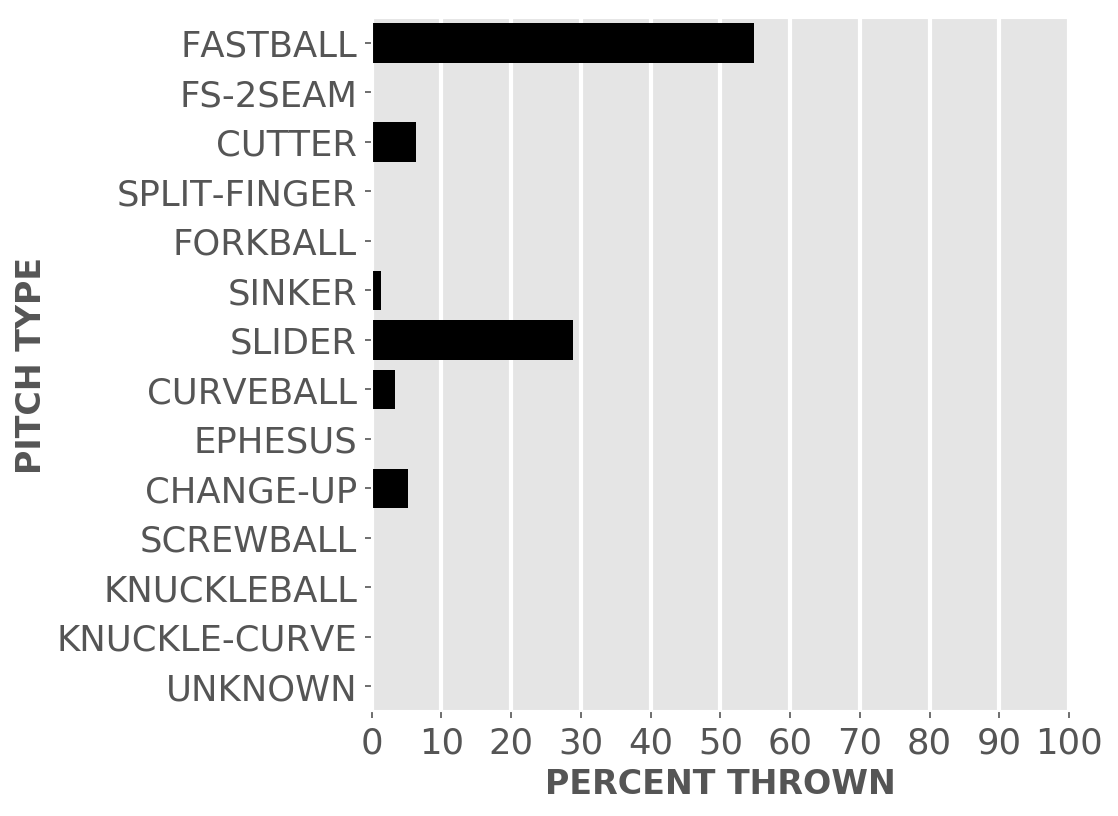 FASTBALL
FS-2SEAM
CUTTER
SPLIT-FINGER
FORKBALL
SINKER
SLIDER
CURVEBALL
EPHESUS
CHANGE-UP
SCREWBALL
KNUCKLEBALL
KNUCKLE-CURVE
UNKNOWN
PITCH TYPE
0 10 20 30 40 50 60 70 80 90 100
PERCENT THROWN